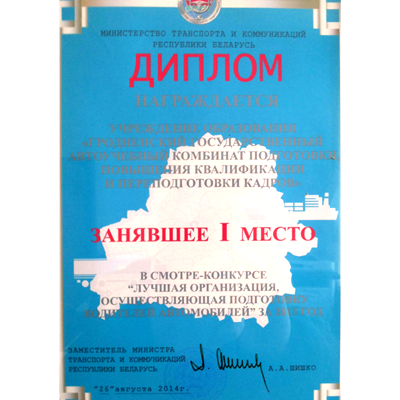 МИНИСТЕРСТВО ТРАНСПОРТА И КОММУНИКАЦИЙ
РЕСПУБЛИКИ БЕЛАРУСЬ
ДИПЛОМ
НАГРАЖДАЕТСЯ
УЧРЕЖДЕНИЕ ОБРАЗОВАНИЯ
"ГРОДНЕНСКИЙ ГОСУДАРСТВЕННЫЙ
АВТОУЧЕБНЫЙ КОМБИНАТ ПОДГОТОВКИ,
ПОВЫШЕНИЯ КВАЛИФИКАЦИИ
И ПЕРЕПОДГОТОВКИ КАДРОВ"
ЗАНЯВШЕЕ I МЕСТО
В СМОТРЕ-КОНКУРСЕ
"ЛУЧШАЯ ОРГАНИЗАЦИЯ,
ОСУЩЕСТВЛЯЮЩАЯ ПОДГОТОВКУ
ВОДИТЕЛЕЙ АВТОМОБИЛЕЙ" ЗА 2013 ГОД
ЗАМЕСТИТЕЛЬ МИНИСТРА
ТРАНСПОРТА И КОММУНИКАЦИЙ
РЕСПУБЛИКИ БЕЛАРУСЬ
А.А.ШИШКО
"26"августа 2014г.